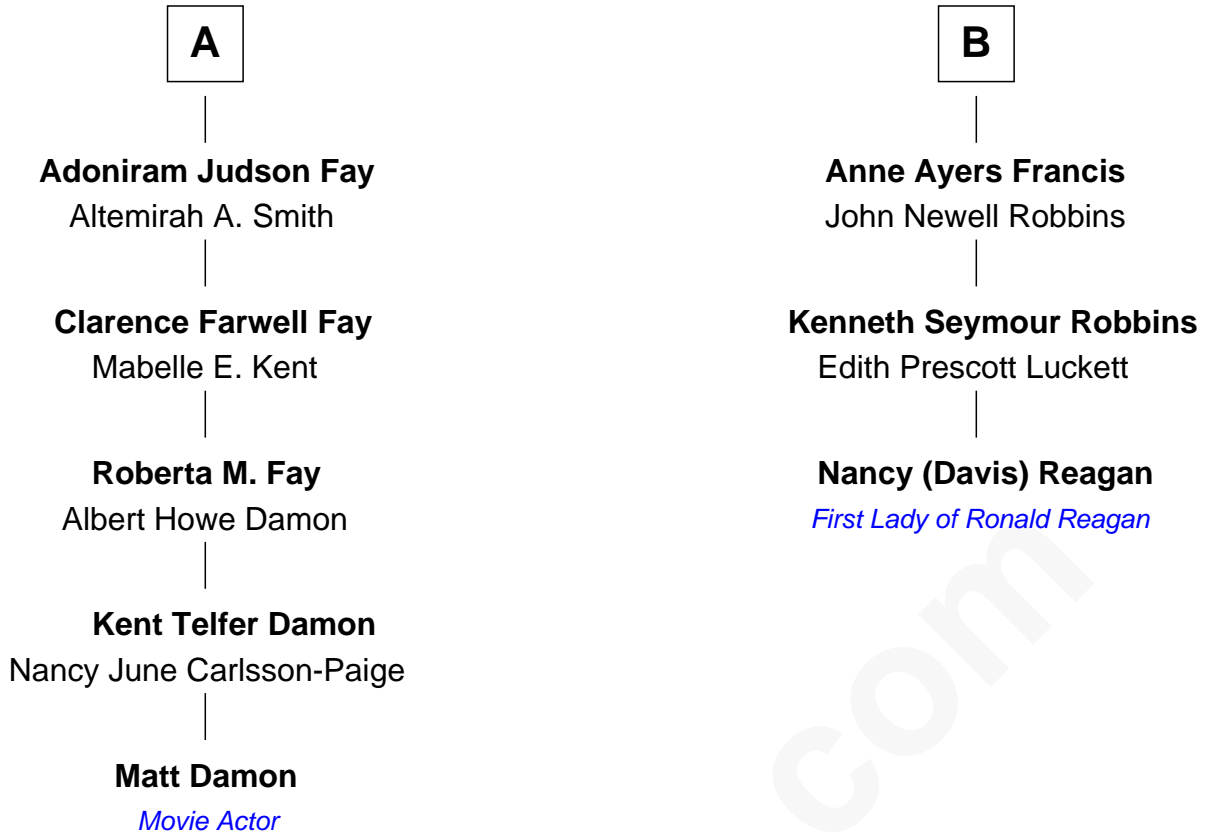 A
Adoniram Judson Fay
Altemirah A. Smith
Clarence Farwell Fay
Mabelle E. Kent
Roberta M. Fay
Albert Howe Damon
Kent Telfer Damon
Nancy June Carlsson-Paige
Matt Damon
Movie Actor
B
Anne Ayers Francis
John Newell Robbins
Kenneth Seymour Robbins
Edith Prescott Luckett
Nancy (Davis) Reagan
First Lady of Ronald Reagan
com